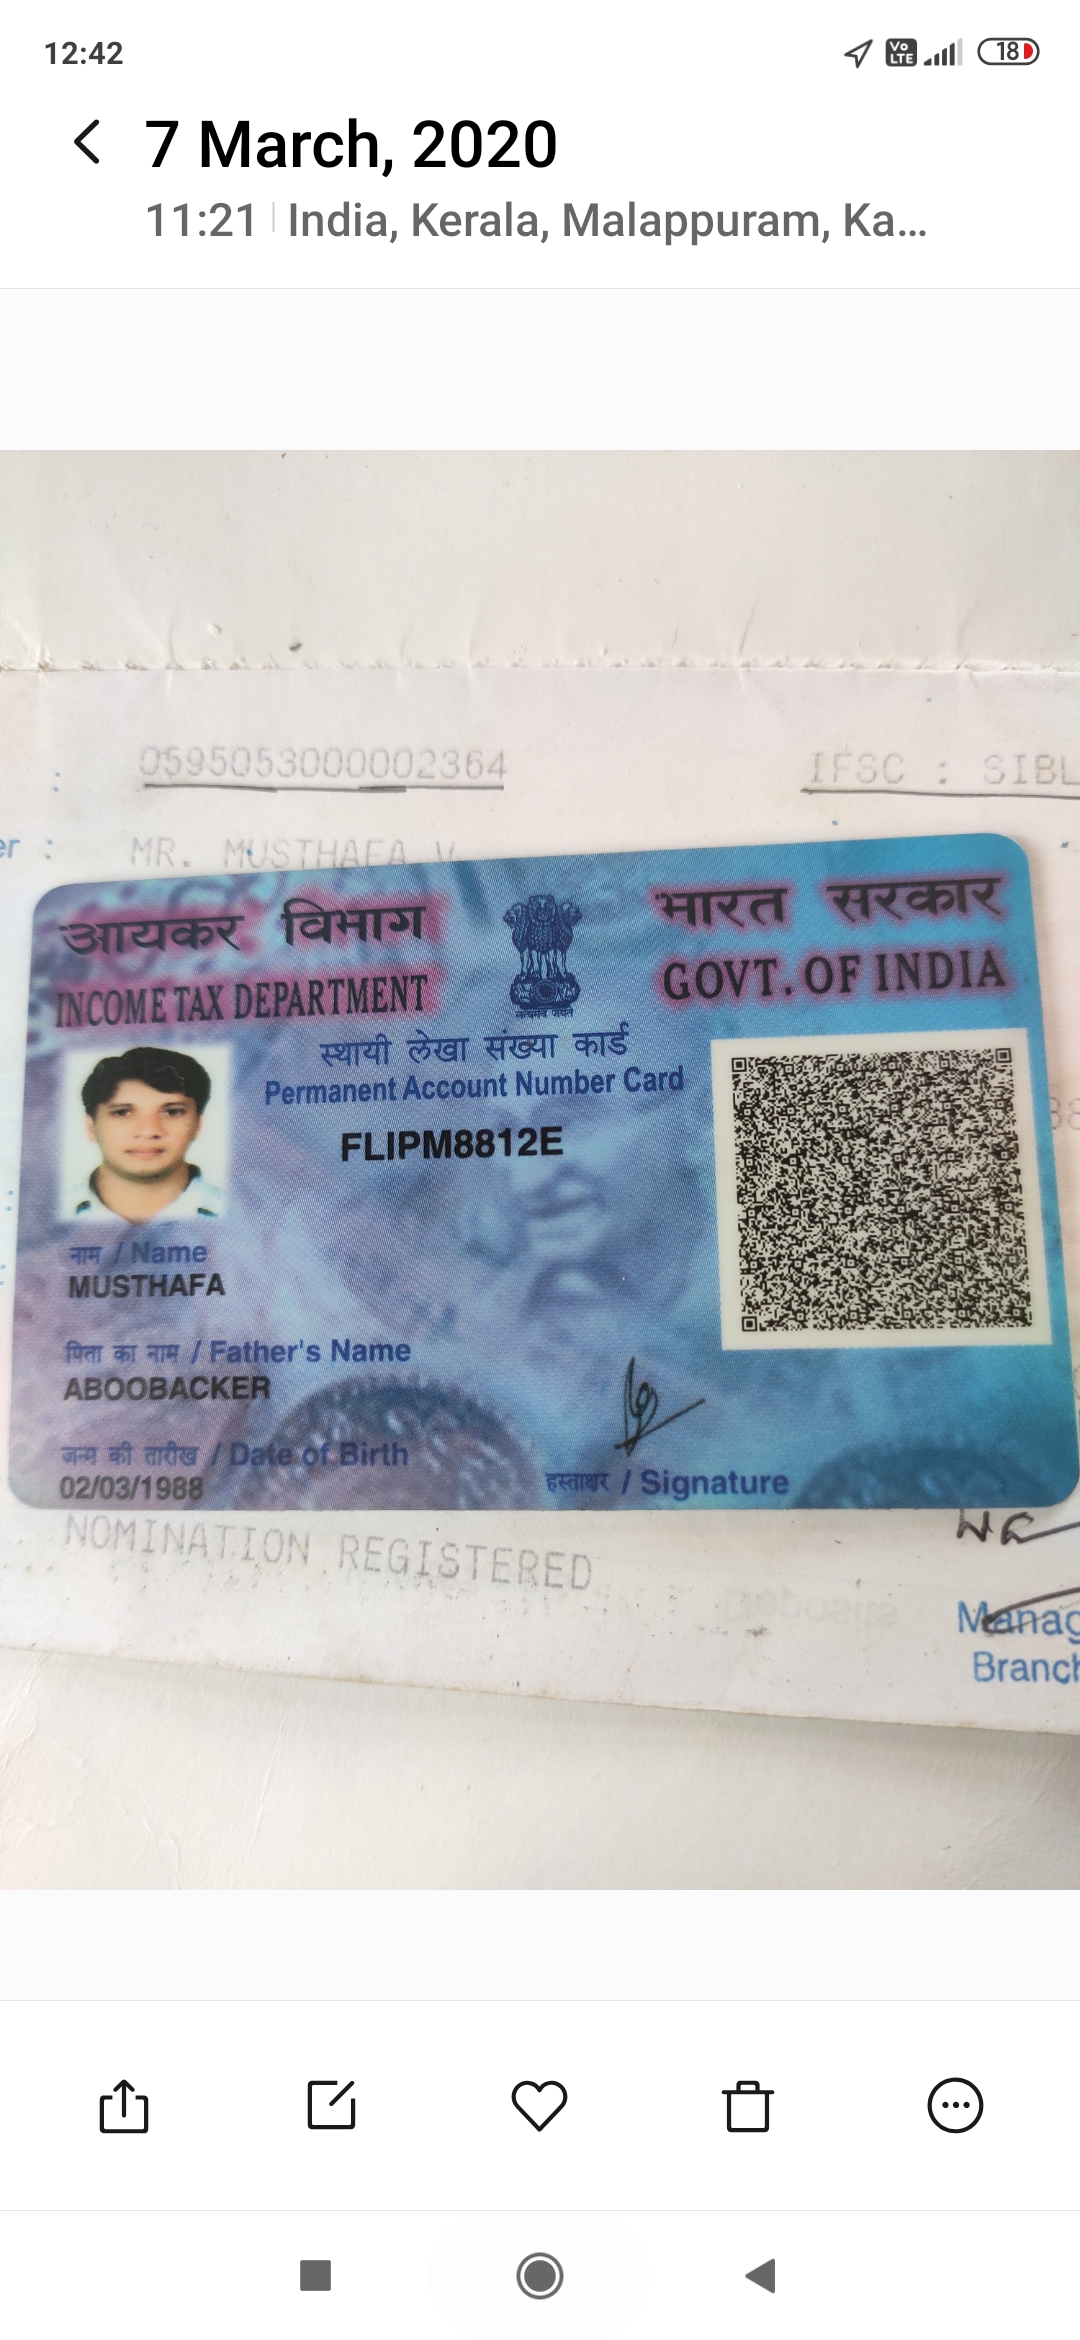 12:42
Vo LTE
18
7 March, 2020
11:21 India, Kerala, Malappuram, Ka...
0595053000002364
IFSC : SIBL
er :
MR. MUSTHAFA V
आयकर विभाग
भारत सरकार
INCOME TAX DEPARTMENT
GOVT. OF INDIA
सत्यमेव जयते
स्थायी लेखा संख्या कार्ड
Permanent Account Number Card
FLIPM8812E
नाम / Name
MUSTHAFA
पिता का नाम / Father's Name
ABOOBACKER
जन्म की तारीख / Date of Birth
02/03/1988
हस्ताक्षर / Signature
NOMINATION REGISTERED
Manag
Branch